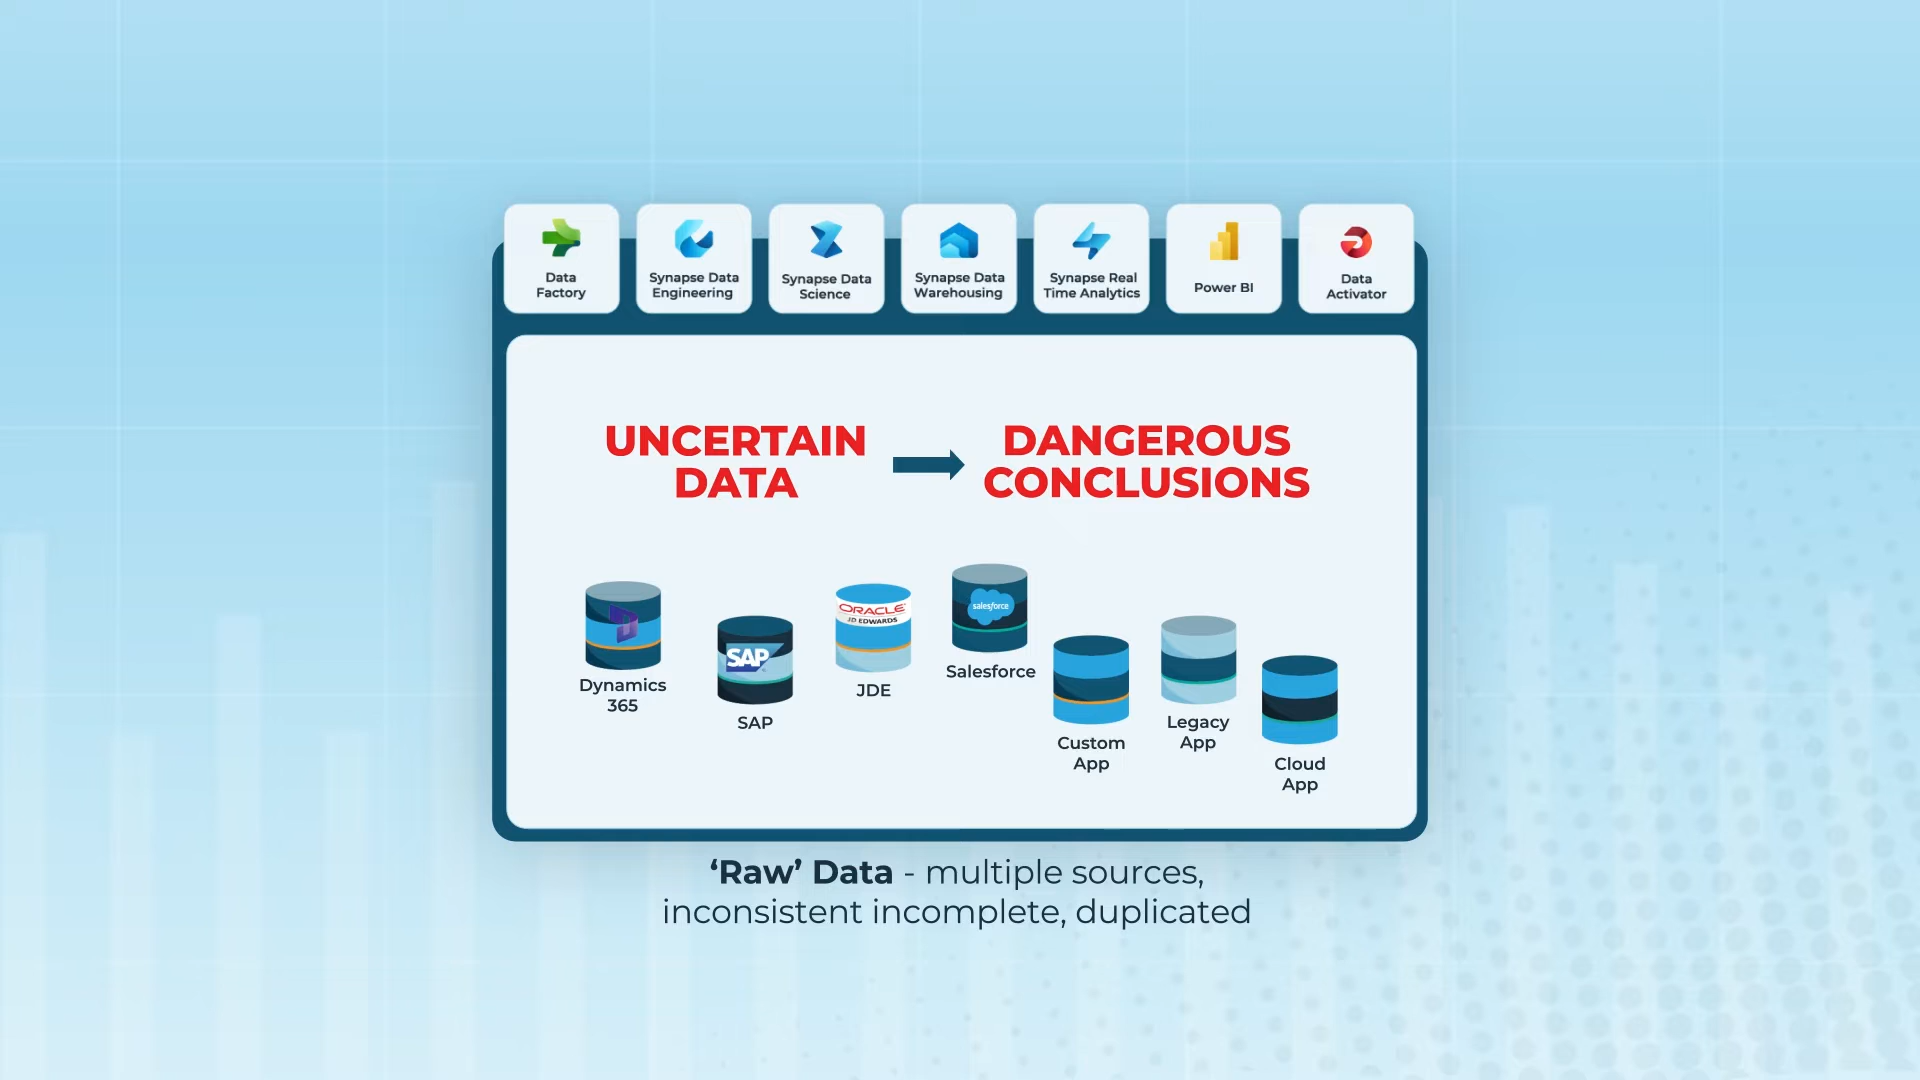 Data
Factory
Synapse Data
Engineering
Synapse Data
Science
Synapse Data
Warehousing
Synapse Real
Time Analytics
Power BI
Data
Activator
UNCERTAIN
DATA
DANGEROUS
CONCLUSIONS
Dynamics
365
SAP
SAP
ORACLE
JD EDWARDS
JDE
salesforce
Salesforce
Custom
App
Legacy
App
Cloud
App
‘Raw’ Data - multiple sources,
inconsistent incomplete, duplicated